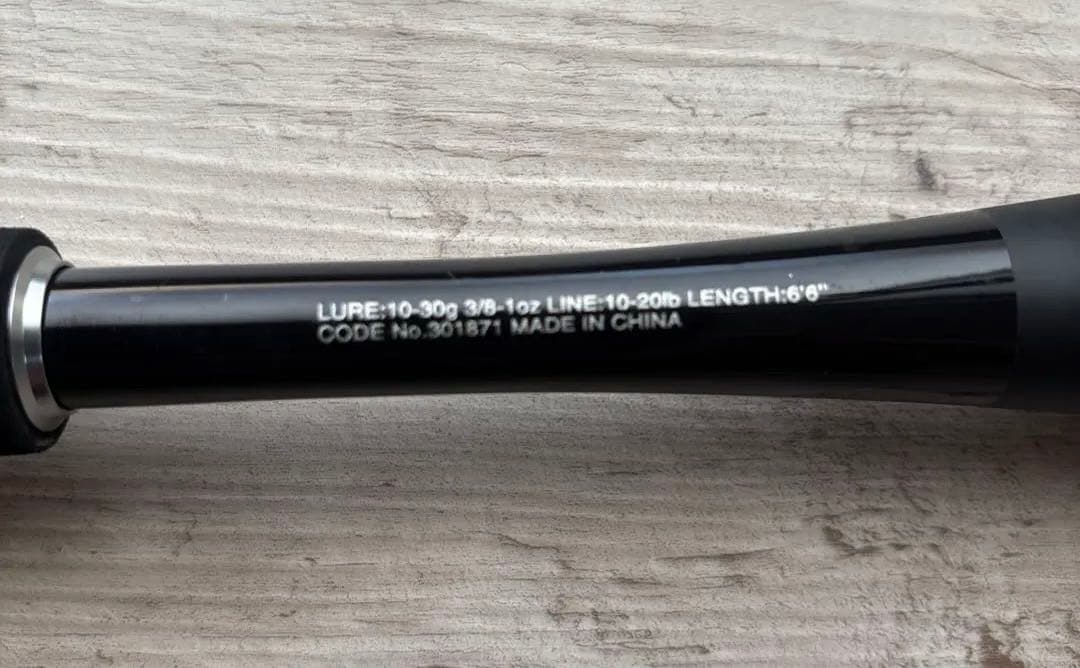 LURE:10-30g 3/8-1oz LINE:10-20lb LENGTH:6'6"
CODE No.301871 MADE IN CHINA